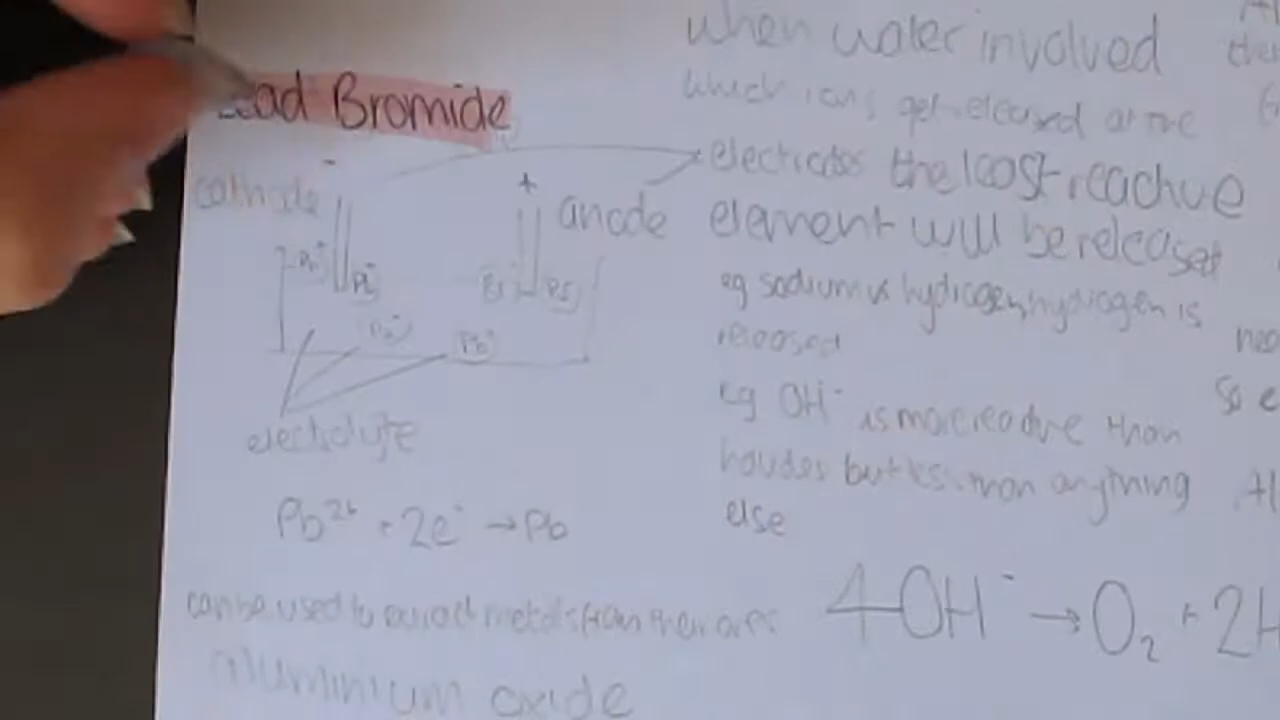 Lead Bromide
-
cathode
+
anode
electrolyte
Pb²⁺ + 2e⁻ → Pb
can be used to extract metals from their ores
aluminium oxide
when water involved
which ions get released at the
electrodes the least reactive
element will be released
eg sodium vs hydrogen, hydrogen is
released
eg OH⁻ is more reactive than
but less than anything
else
4OH⁻ → O₂ + 2H